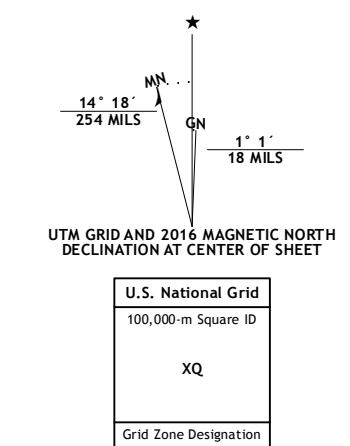 MN
14° 18´
254 MILS
GN
1° 1´
18 MILS
UTM GRID AND 2016 MAGNETIC NORTH
DECLINATION AT CENTER OF SHEET
U.S. National Grid
100,000-m Square ID
XQ
Grid Zone Designation